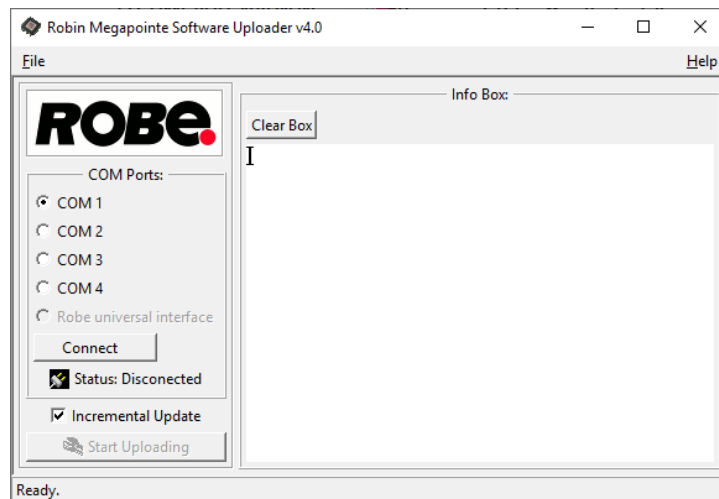 Robin Megapointe Software Uploader v4.0
File Help
ROBE
Info Box:
Clear Box
COM Ports:
COM 1
COM 2
COM 3
COM 4
Robe universal interface
Connect
Status: Disconected
Incremental Update
Start Uploading
Ready.